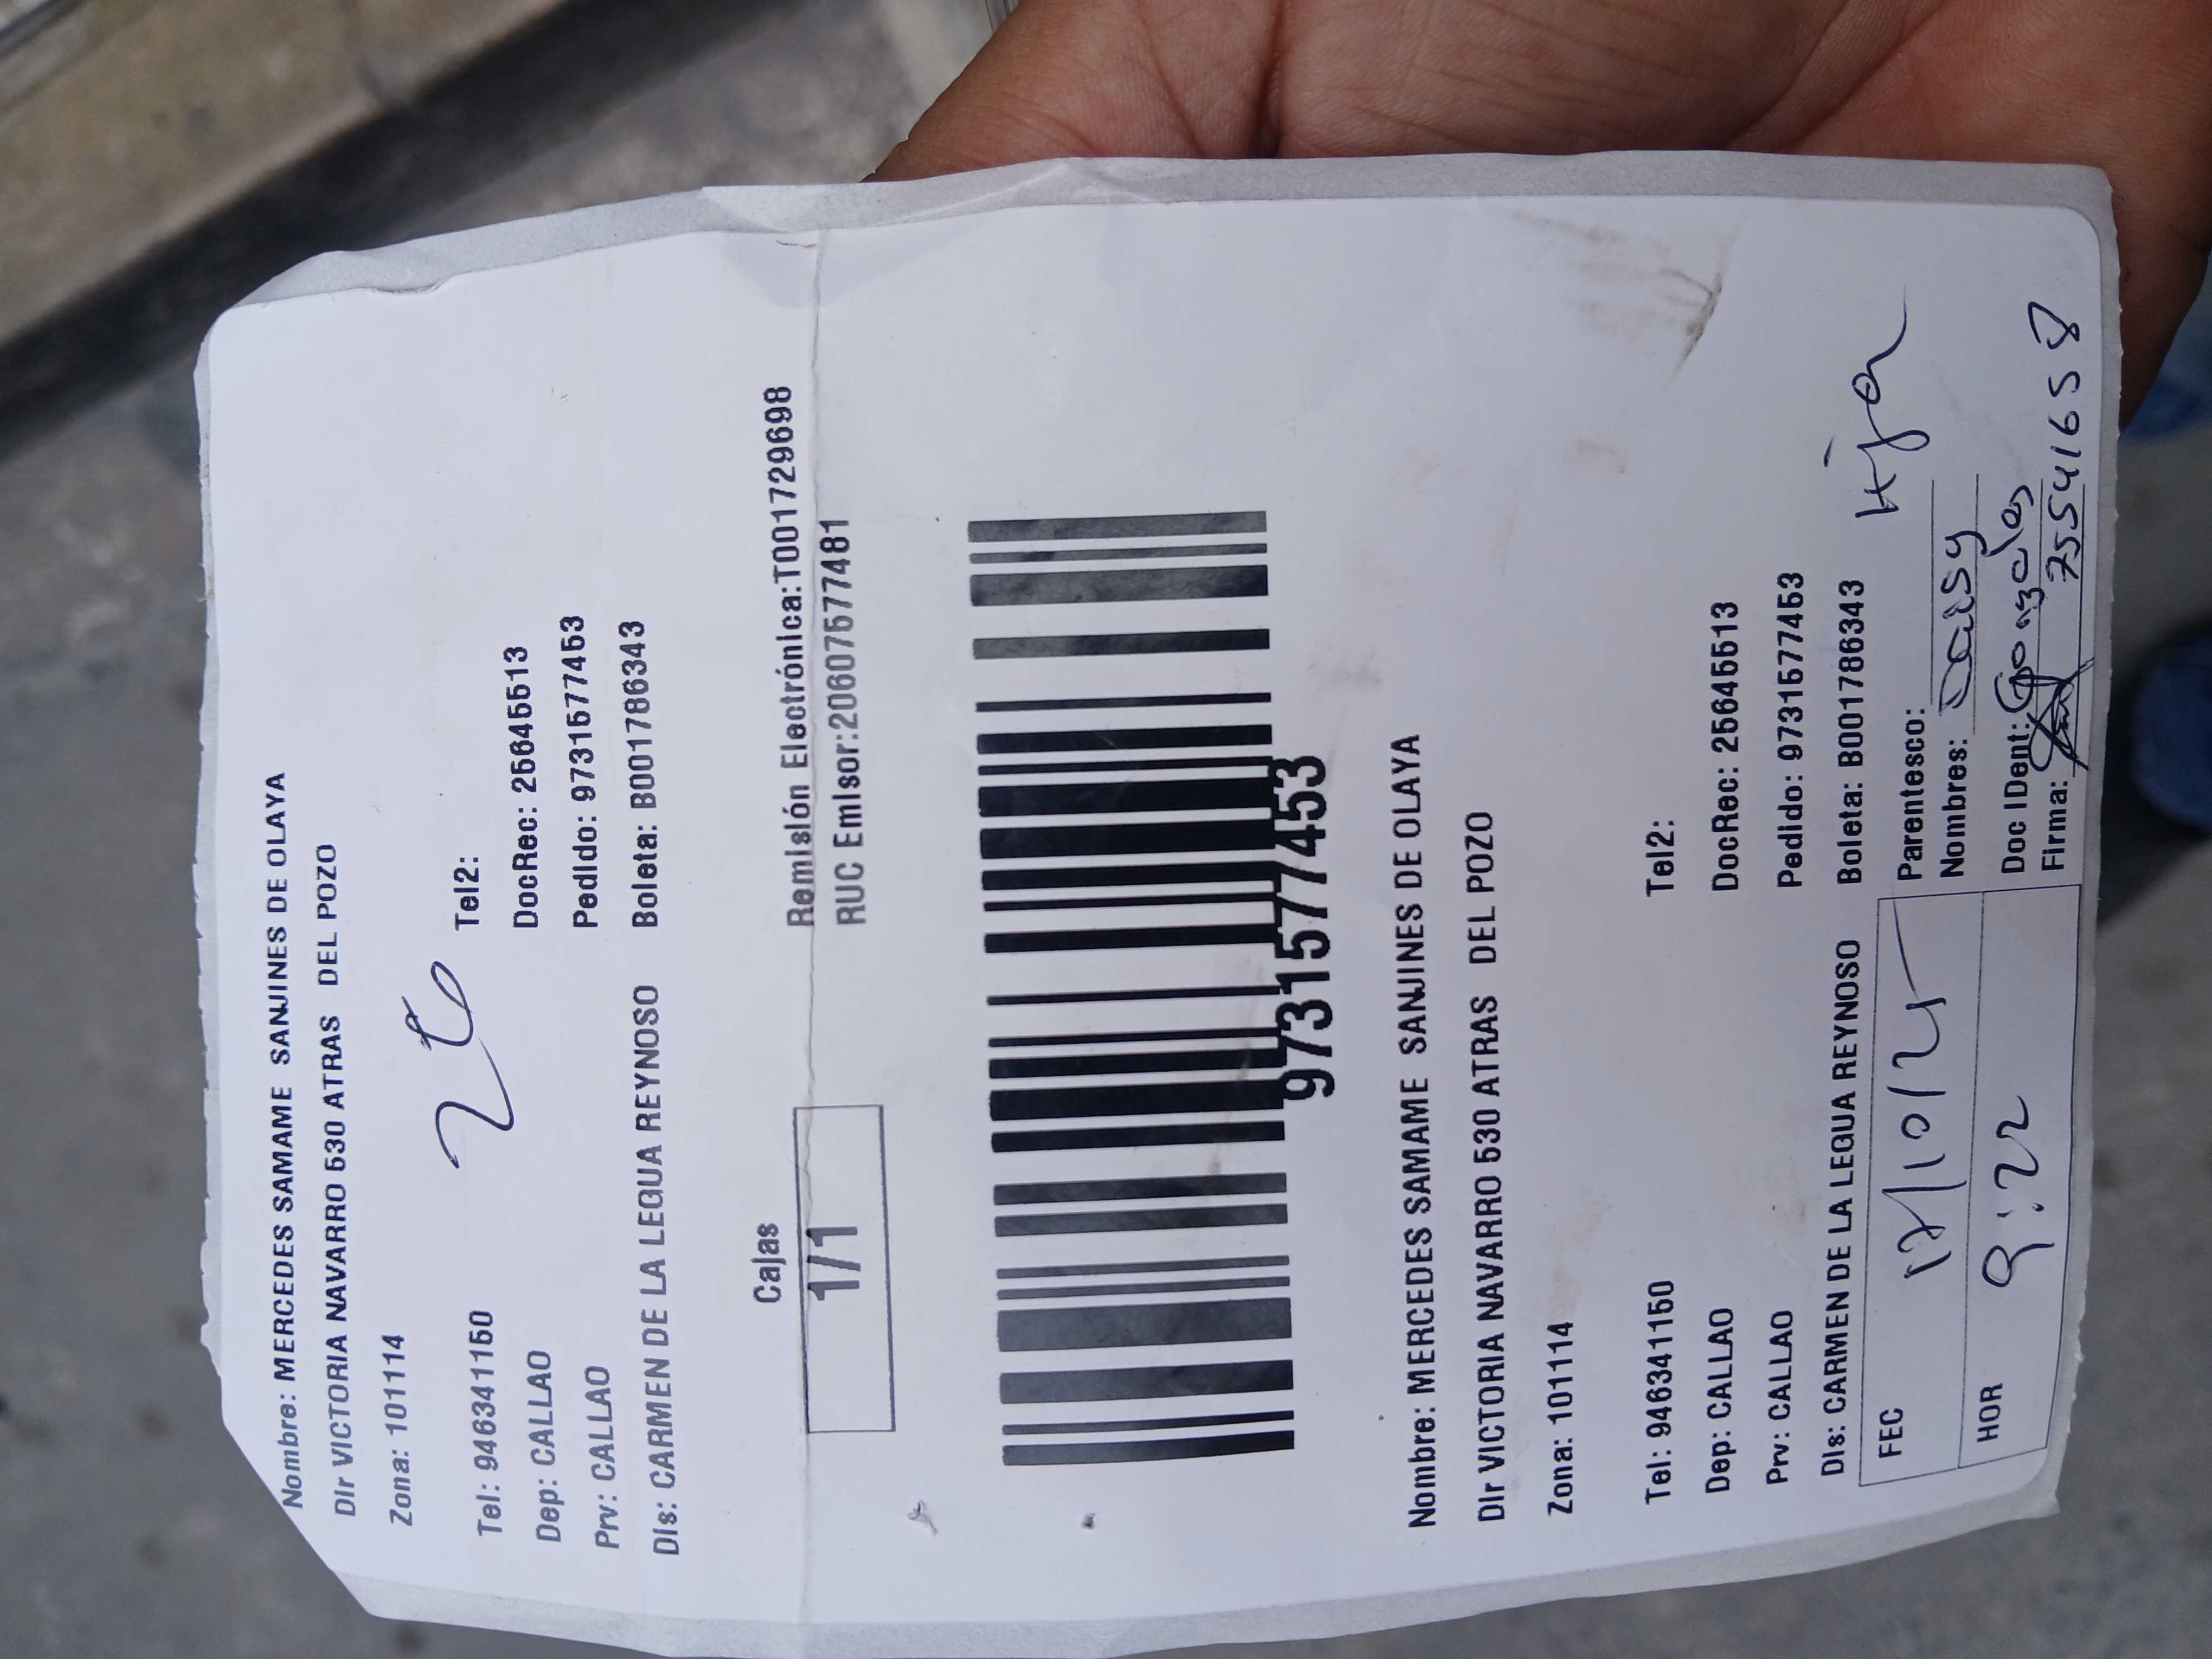 Nombre: MERCEDES SAMAME  SANJINES DE OLAYA
Dir VICTORIA NAVARRO 530 ATRAS  DEL POZO
Zona: 101114
Tel: 946341150 Tel2:
Dep: CALLAO DocRec: 25645513
Prv: CALLAO Pedido: 9731577453
Dis: CARMEN DE LA LEGUA REYNOSO Boleta: B001786343
Cajas
1/1
Remisión Electrónica:T001729698
RUC Emisor:20607577481
9731577453
Nombre: MERCEDES SAMAME  SANJINES DE OLAYA
Dir VICTORIA NAVARRO 530 ATRAS  DEL POZO
Zona: 101114
Tel: 946341150 Tel2:
Dep: CALLAO DocRec: 25645513
Prv: CALLAO Pedido: 9731577453
Dis: CARMEN DE LA LEGUA REYNOSO Boleta: B001786343
FEC Parentesco: Hija
Nombres: Daisy
HOR 9:22 Doc IDent: Gonzales
Firma: 75541658